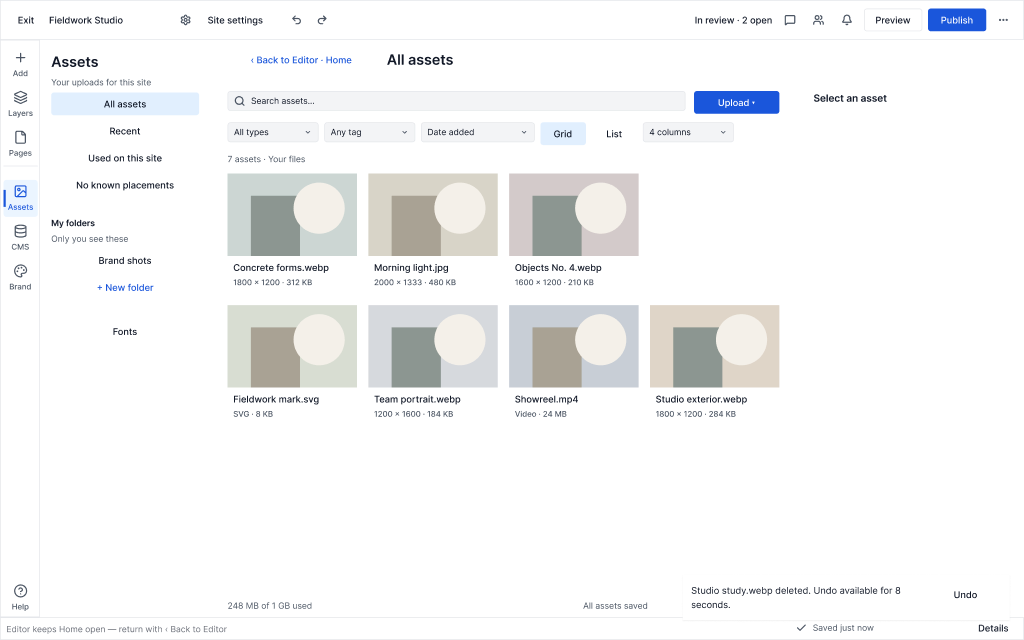 Exit
Fieldwork Studio
Site settings
In review · 2 open
Preview
Publish
Add
Layers
Pages
Assets
CMS
Brand
Help
Assets
Your uploads for this site
All assets
Recent
Used on this site
No known placements
My folders
Only you see these
Brand shots
+ New folder
Fonts
‹ Back to Editor · Home
All assets
Search assets...
Upload
All types
Any tag
Date added
Grid
List
4 columns
7 assets · Your files
Concrete forms.webp
1800 × 1200 · 312 KB
Morning light.jpg
2000 × 1333 · 480 KB
Objects No. 4.webp
1600 × 1200 · 210 KB
Fieldwork mark.svg
SVG · 8 KB
Team portrait.webp
1200 × 1600 · 184 KB
Showreel.mp4
Video · 24 MB
Studio exterior.webp
1800 × 1200 · 284 KB
Select an asset
248 MB of 1 GB used
All assets saved
Studio study.webp deleted. Undo available for 8
seconds.
Undo
Editor keeps Home open — return with ‹ Back to Editor
Saved just now
Details